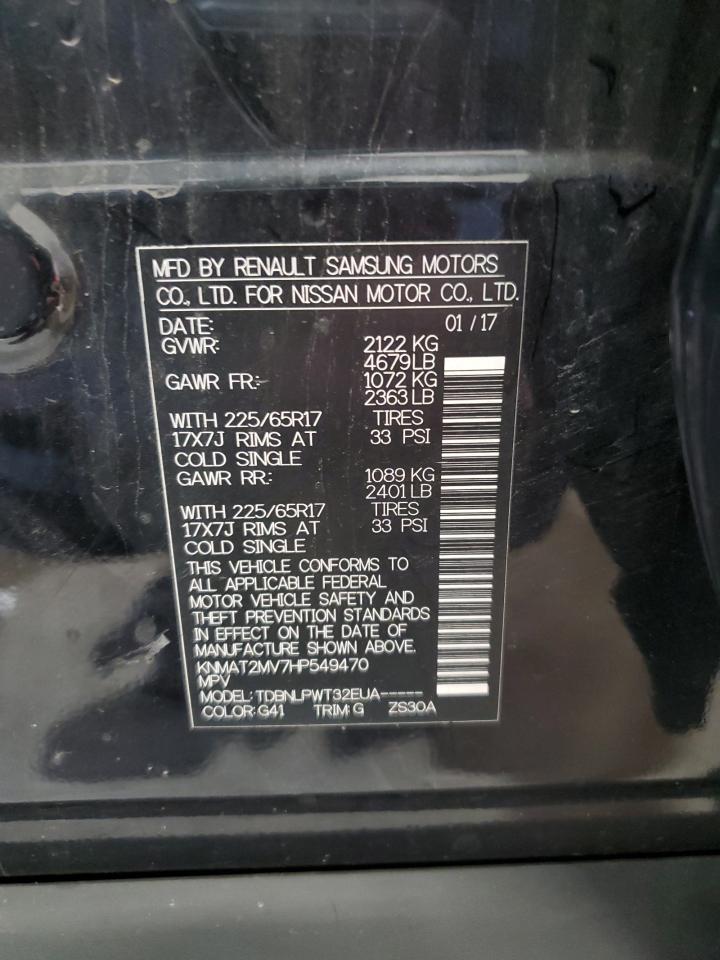 MFD BY RENAULT SAMSUNG MOTORS
CO., LTD. FOR NISSAN MOTOR CO., LTD.
DATE: 01 / 17
GVWR: 2122 KG
4679LB
GAWR FR: 1072 KG
2363 LB
WITH 225/65R17 TIRES
17X7J RIMS AT 33 PSI
COLD SINGLE
GAWR RR: 1089 KG
2401 LB
WITH 225/65R17 TIRES
17X7J RIMS AT 33 PSI
COLD SINGLE
THIS VEHICLE CONFORMS TO
ALL APPLICABLE FEDERAL
MOTOR VEHICLE SAFETY AND
THEFT PREVENTION STANDARDS
IN EFFECT ON THE DATE OF
MANUFACTURE SHOWN ABOVE.
KNMAT2MV7HP549470
MPV
MODEL: TDBNLPWT32EUA-----
COLOR: G41 TRIM: G ZS30A